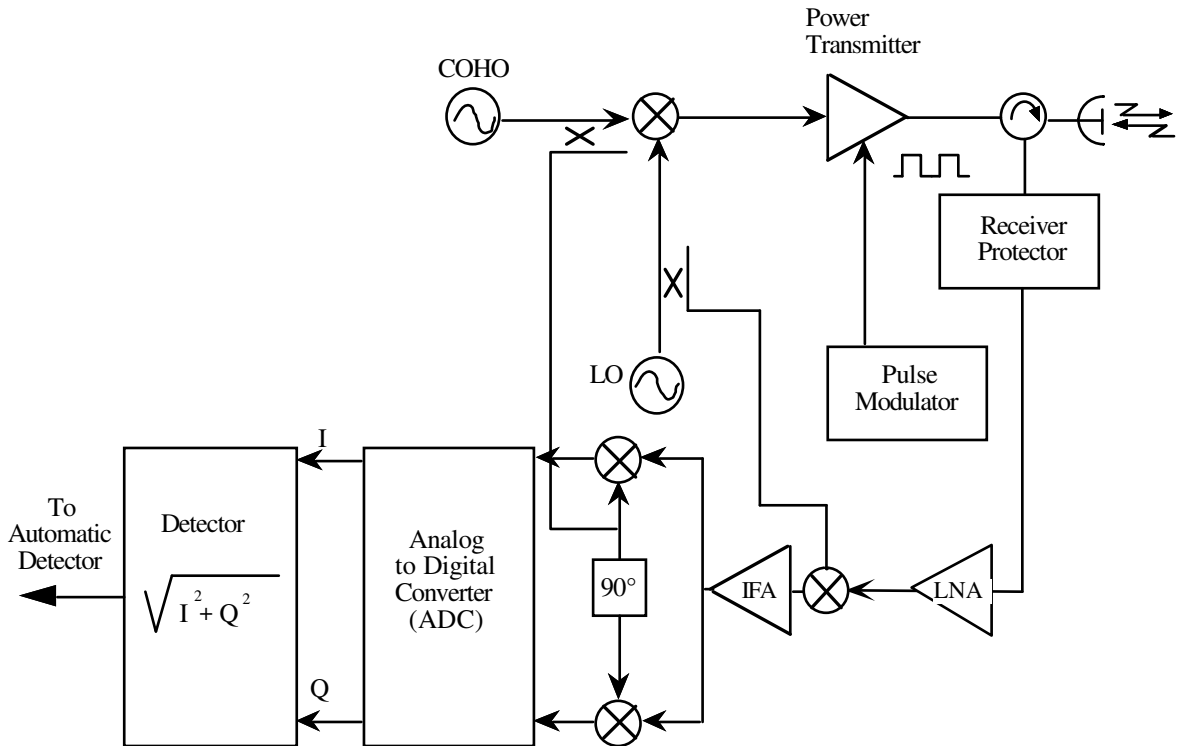 Power
Transmitter
COHO
Receiver
Protector
LO
Pulse
Modulator
I
To
Automatic
Detector
Detector
√I² + Q²
Analog
to Digital
Converter
(ADC)
90°
IFA
LNA
Q